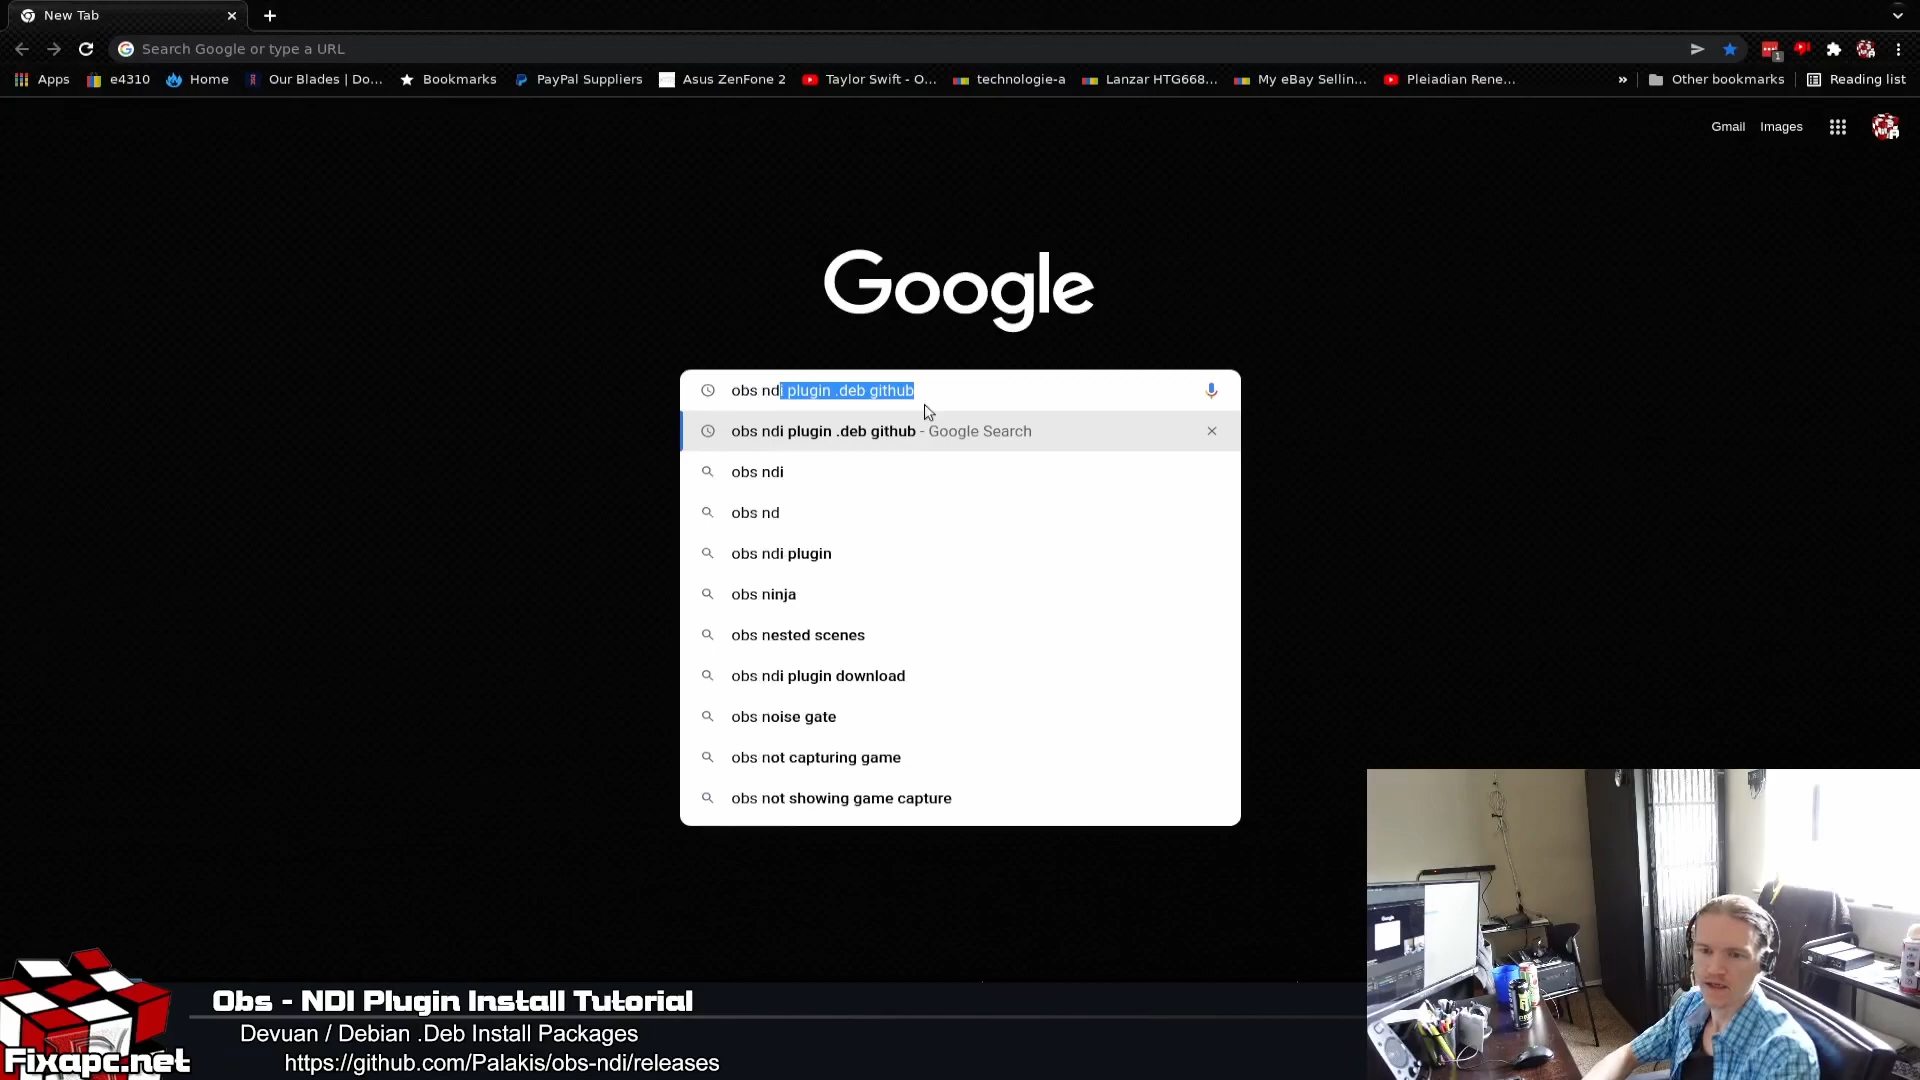 New Tab
Search Google or type a URL
1
Apps e4310 Home Our Blades | Do... Bookmarks PayPal Suppliers Asus ZenFone 2 Taylor Swift - O... technologie-a Lanzar HTG668... My eBay Sellin... Pleiadian Rene... » Other bookmarks Reading list
Gmail Images
Google
obs ndi plugin .deb github
obs ndi plugin .deb github - Google Search
obs ndi
obs nd
obs ndi plugin
obs ninja
obs nested scenes
obs ndi plugin download
obs noise gate
obs not capturing game
obs not showing game capture
Obs - NDI Plugin Install Tutorial
Devuan / Debian .Deb Install Packages
https://github.com/Palakis/obs-ndi/releases
Fixapc.net